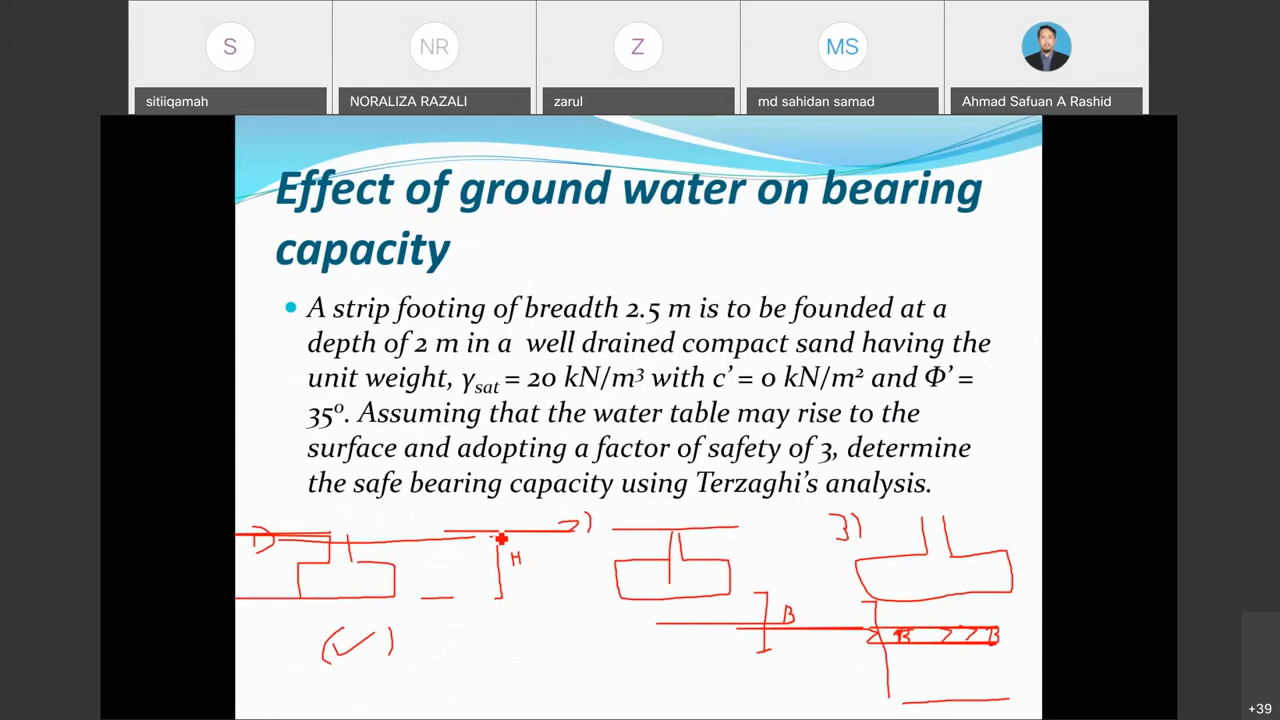 S
NR
Z
MS
sitiiqamah
NORALIZA RAZALI
zarul
md sahidan samad
Ahmad Safuan A Rashid
Effect of ground water on bearing
capacity
A strip footing of breadth 2.5 m is to be founded at a
depth of 2 m in a well drained compact sand having the
unit weight, γsat = 20 kN/m³ with c’ = 0 kN/m² and Φ’ =
35⁰. Assuming that the water table may rise to the
surface and adopting a factor of safety of 3, determine
the safe bearing capacity using Terzaghi’s analysis.
1)
2)
3)
H
B
B
+39